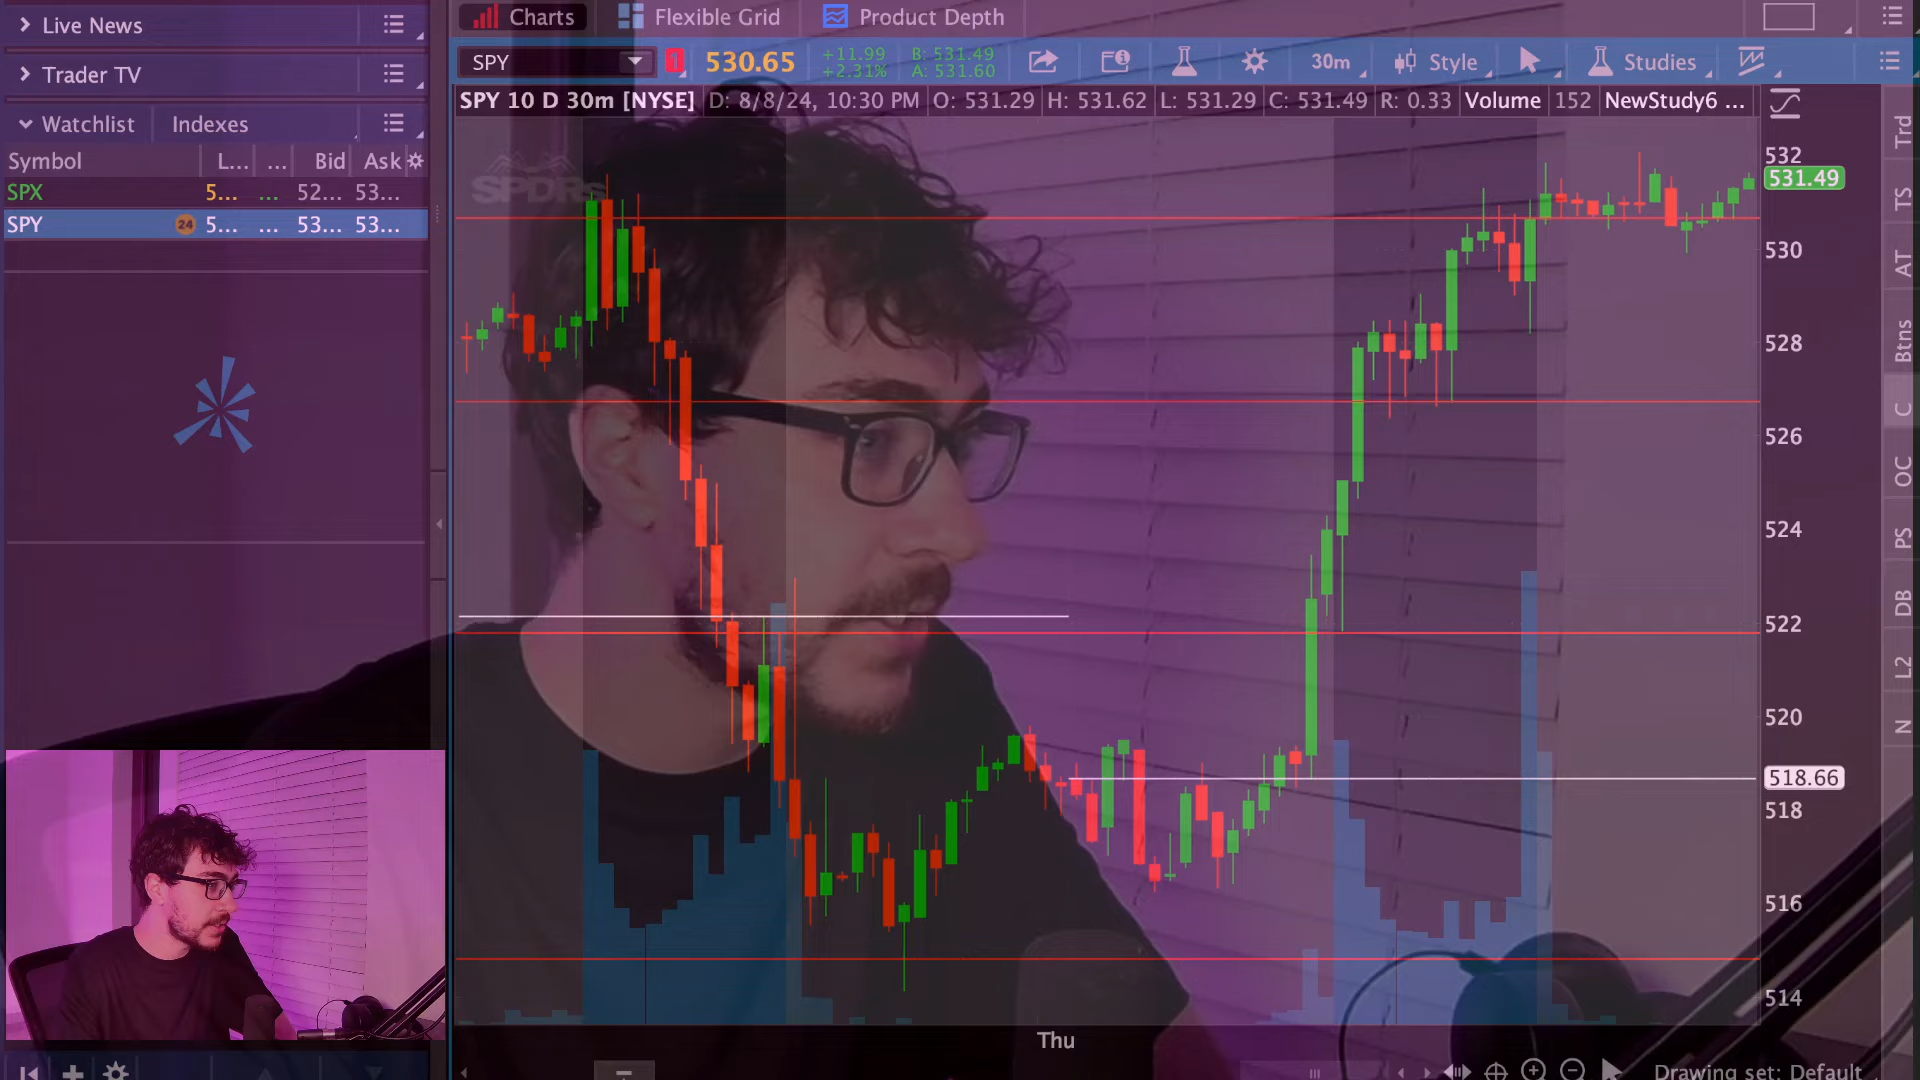 Live News
Trader TV
Watchlist Indexes
Symbol L... ... Bid Ask
SPX 5... ... 52... 53...
SPY 24 5... ... 53... 53...
Charts Flexible Grid Product Depth
SPY 530.65 +11.99 B: 531.49 30m Style Studies
+2.31% A: 531.60
SPY 10 D 30m [NYSE] D: 8/8/24, 10:30 PM O: 531.29 H: 531.62 L: 531.29 C: 531.49 R: 0.33 Volume 152 NewStudy6 ...
SPDRs
532
531.49
530
528
526
524
522
520
518.66
518
516
514
Thu
Trd
TS
AT
Btns
C
OC
PS
DB
L2
N
Drawing set: Default